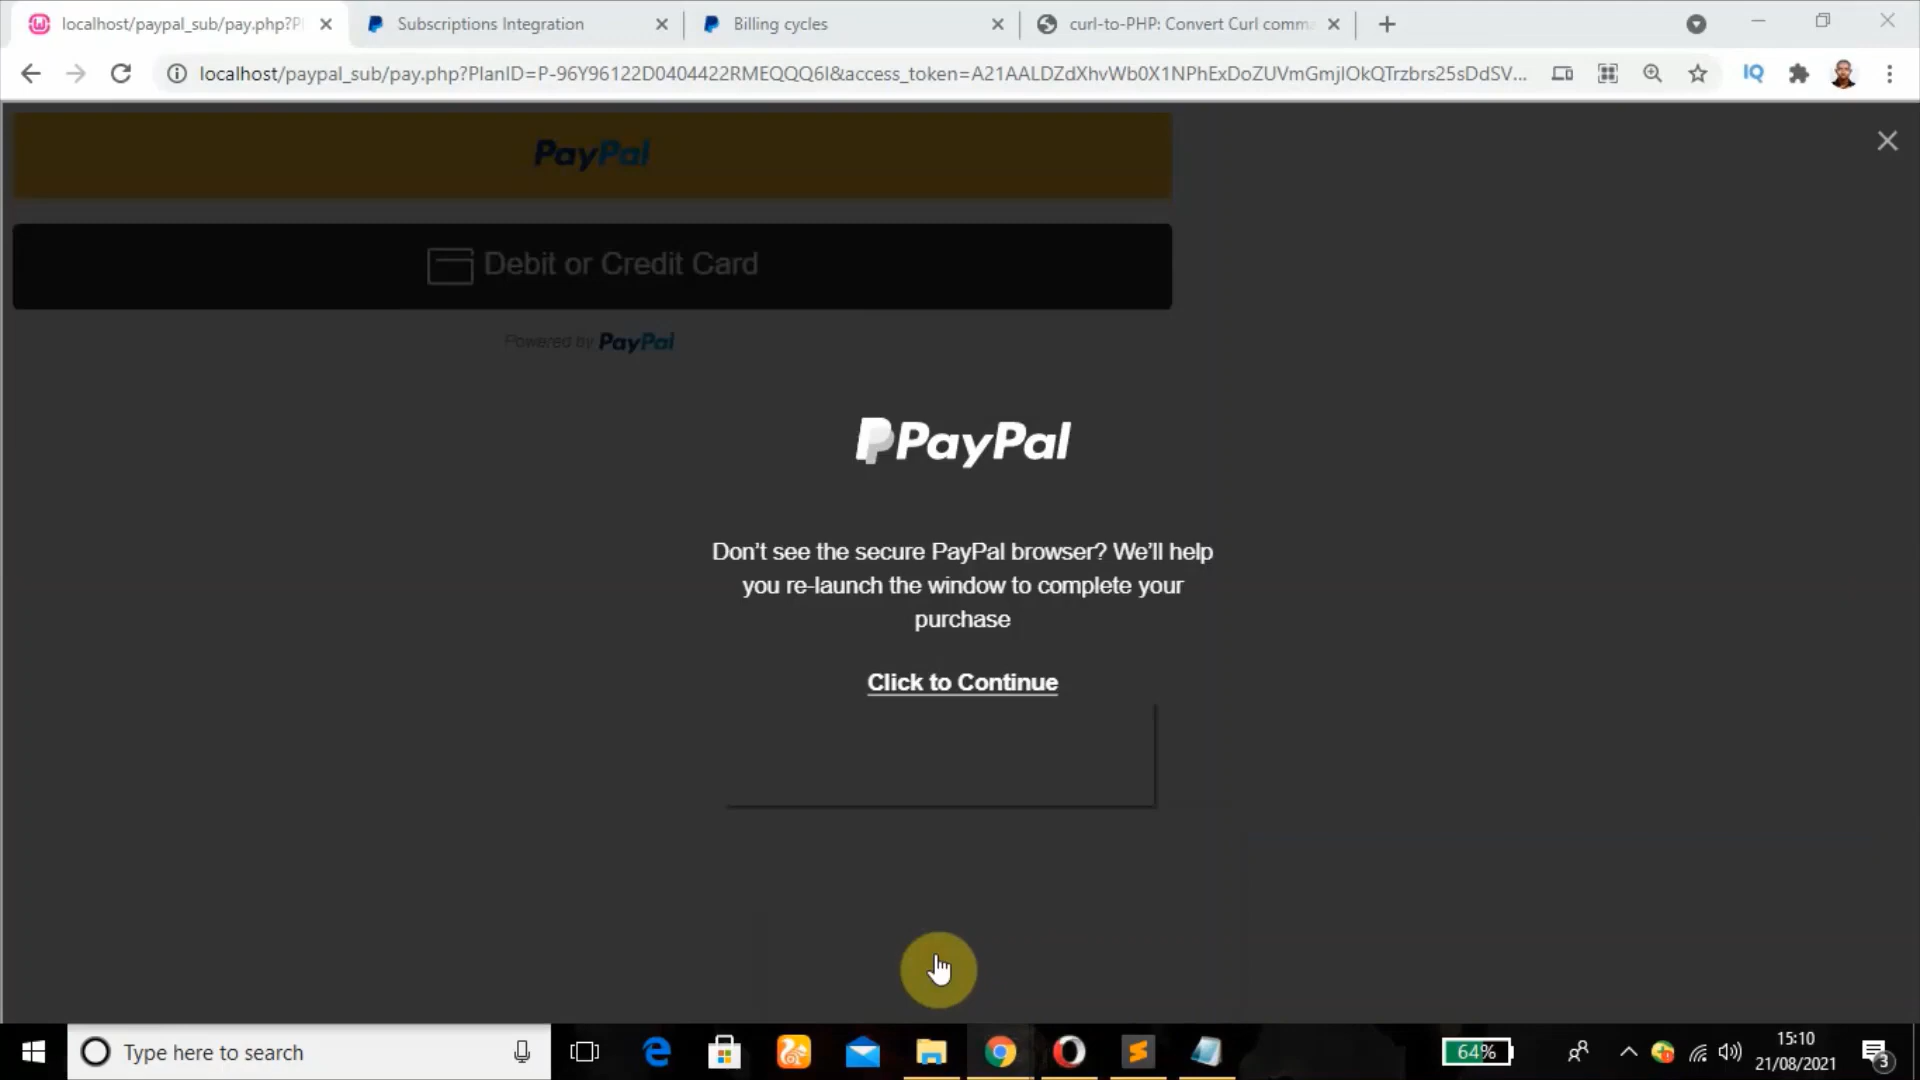 localhost/paypal_sub/pay.php?Pl
Subscriptions Integration
Billing cycles
curl-to-PHP: Convert Curl comma
localhost/paypal_sub/pay.php?PlanID=P-96Y96122D0404422RMEQQQ6I&access_token=A21AALDZdXhvWb0X1NPhExDoZUVmGmjIOkQTrzbrs25sDdSV...
IQ
PayPal
Debit or Credit Card
Powered by PayPal
PayPal
Don't see the secure PayPal browser? We'll help
you re-launch the window to complete your
purchase
Click to Continue
Type here to search
64%
15:10
21/08/2021
3